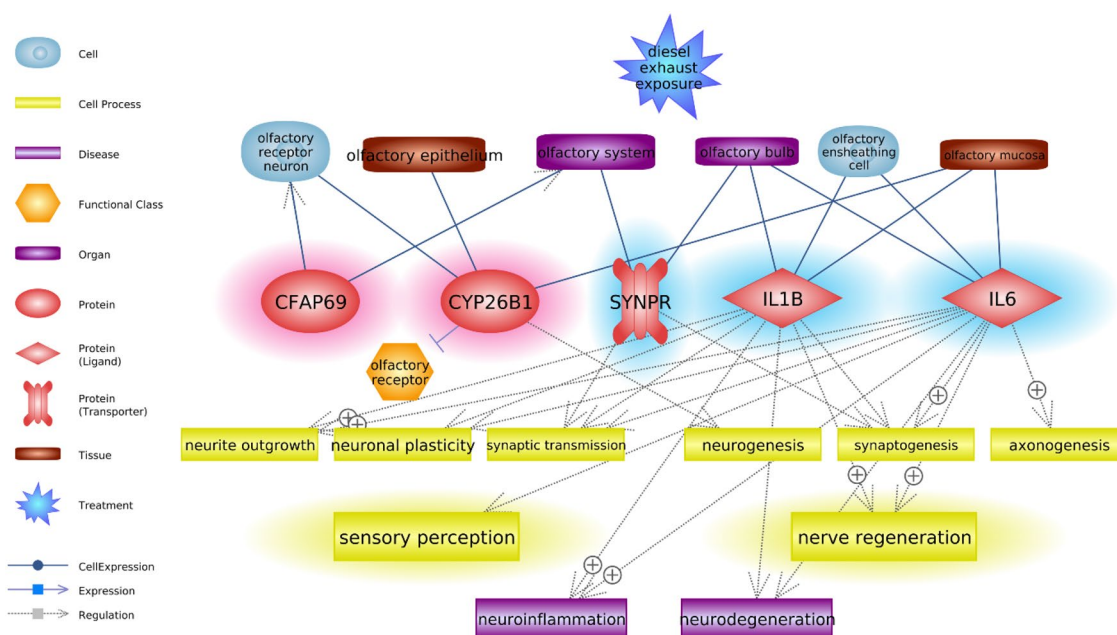 Cell
Cell Process
Disease
Functional Class
Organ
Protein
Protein
(Ligand)
Protein
(Transporter)
Tissue
Treatment
CellExpression
Expression
Regulation
diesel
exhaust
exposure
olfactory
receptor
neuron
olfactory epithelium
olfactory system
olfactory bulb
olfactory
ensheathing
cell
olfactory mucosa
CFAP69
CYP26B1
SYNPR
IL1B
IL6
olfactory
receptor
neurite outgrowth
neuronal plasticity
synaptic transmission
neurogenesis
synaptogenesis
axonogenesis
sensory perception
nerve regeneration
neuroinflammation
neurodegeneration